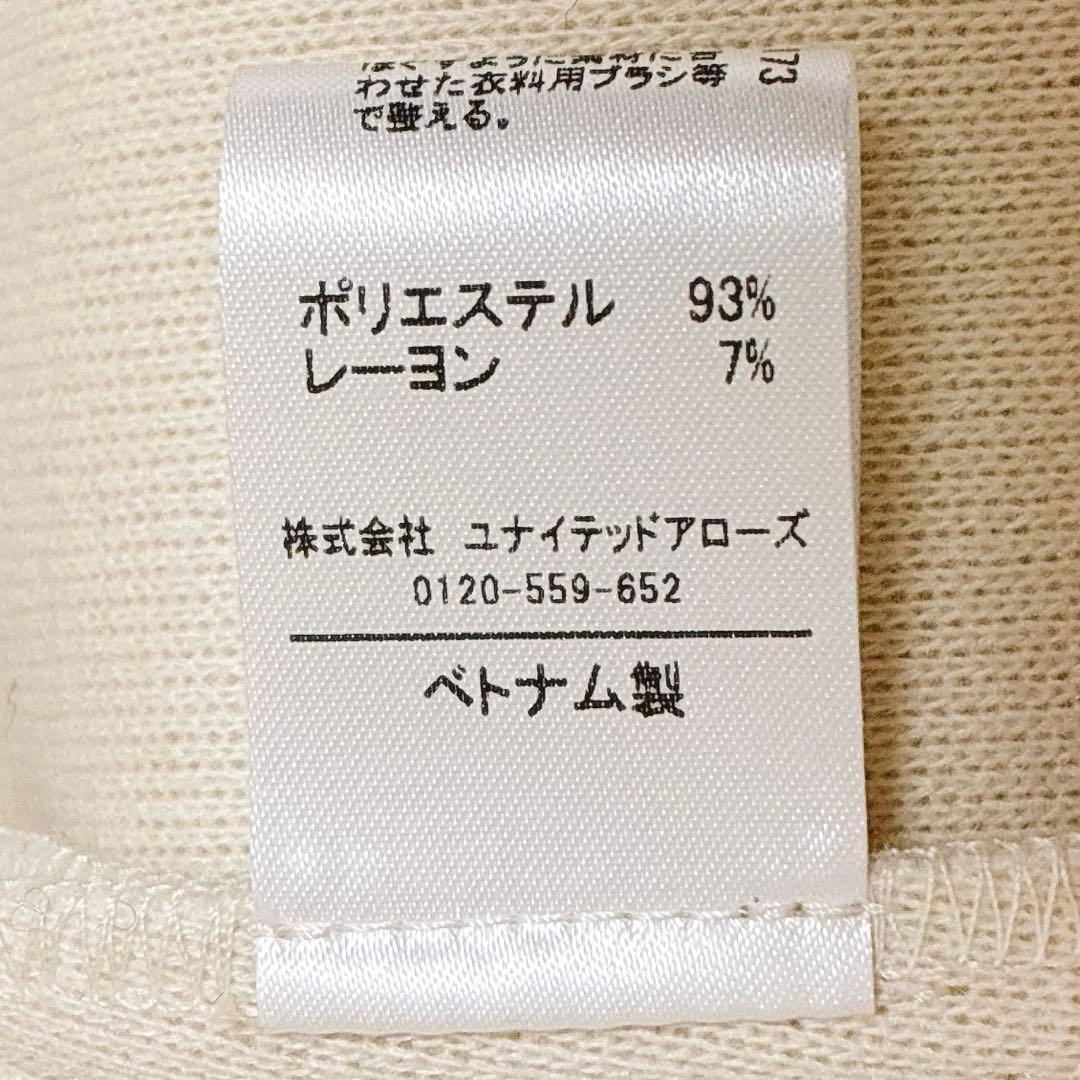 わせた衣料用ブラシ等
で整える。
73
ポリエステル 93%
レーヨン 7%
株式会社 ユナイテッドアローズ
0120-559-652
ベトナム製